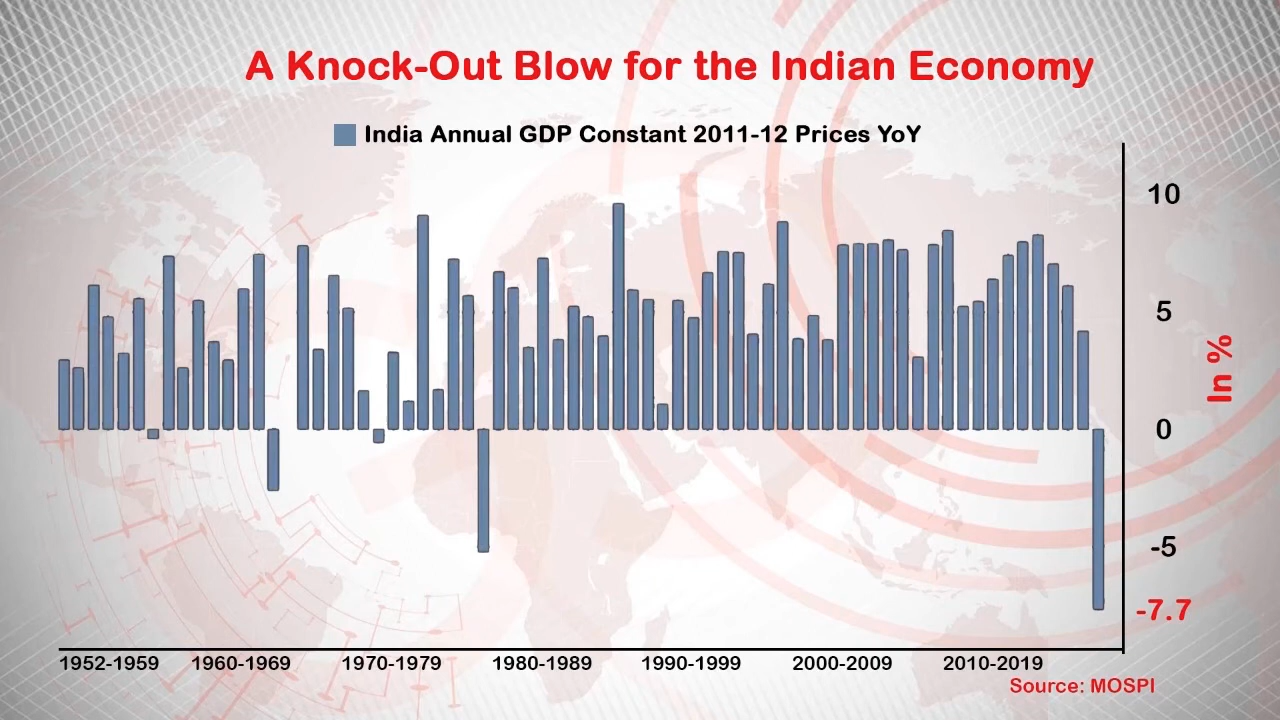 A Knock-Out Blow for the Indian Economy
India Annual GDP Constant 2011-12 Prices YoY
10
5
0
-5
-7.7
In %
1952-1959 1960-1969 1970-1979 1980-1989 1990-1999 2000-2009 2010-2019
Source: MOSPI